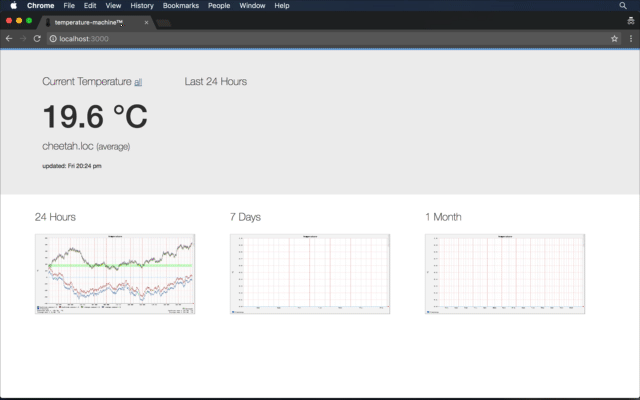 Chrome File Edit View History Bookmarks People Window Help
temperature-machine™
localhost:3000
Current Temperature all Last 24 Hours
19.6 °C
cheetah.loc (average)
updated: Fri 20:24 pm
24 Hours 7 Days 1 Month